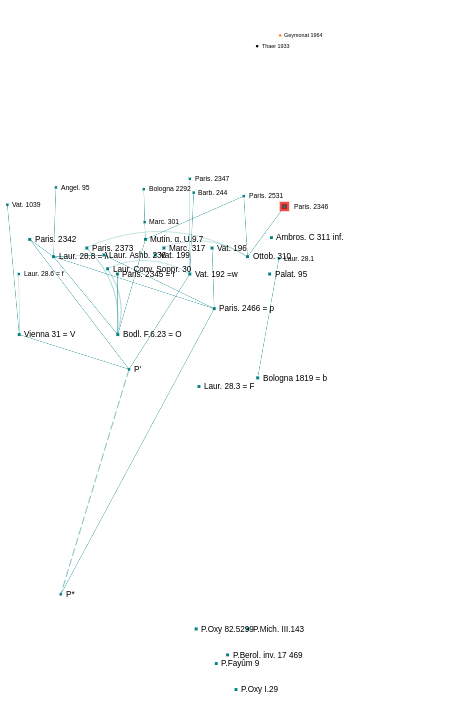 Geymonat 1964
Thaer 1933
Paris. 2347
Angel. 95
Bologna 2292
Barb. 244
Paris. 2531
Vat. 1039
Paris. 2346
Marc. 301
Paris. 2342
Mutin. α, U.9.7
Ambros. C 311 inf.
Paris. 2373
Marc. 317
Vat. 196
Laur. 28.8 =
Laur. Ashb.
Vat. 199
Ottob. 310
Laur. 28.1
Laur. Conv. Soppr. 30
Laur. 28.6 = f
Paris. 2345 = r
Vat. 192 =w
Palat. 95
Paris. 2466 = p
Vienna 31 = V
Bodl. F.6.23 = O
P'
Bologna 1819 = b
Laur. 28.3 = F
P*
P.Oxy 82.5299
P.Mich. III.143
P.Berol. inv. 17 469
P.Fayûm 9
P.Oxy I.29